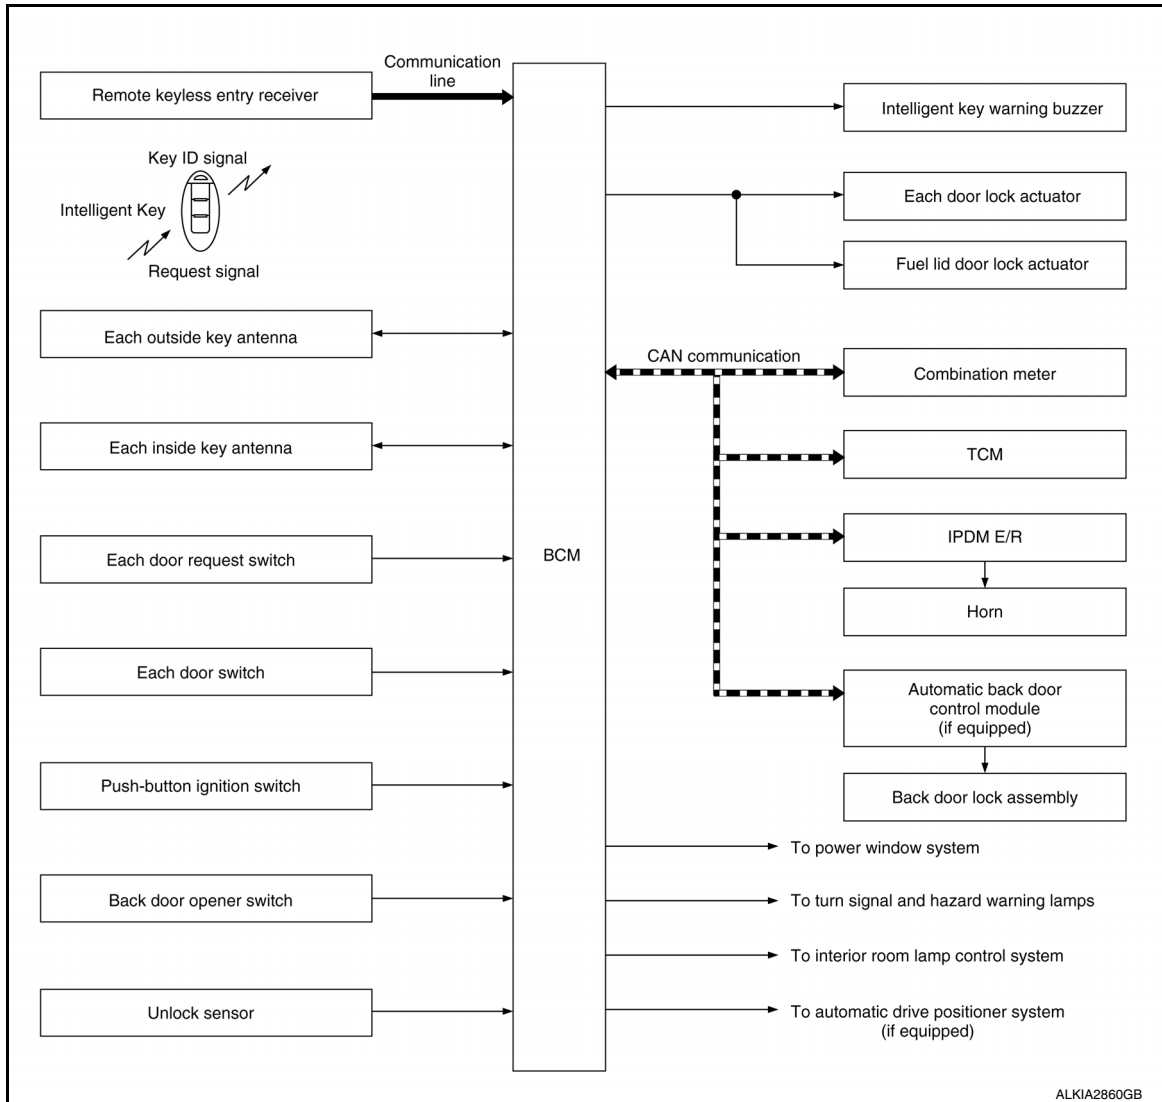 Communication
line
Remote keyless entry receiver
Key ID signal
Intelligent Key
Request signal
Each outside key antenna
Each inside key antenna
Each door request switch
Each door switch
Push-button ignition switch
Back door opener switch
Unlock sensor
BCM
Intelligent key warning buzzer
Each door lock actuator
Fuel lid door lock actuator
CAN communication
Combination meter
TCM
IPDM E/R
Horn
Automatic back door
control module
(if equipped)
Back door lock assembly
To power window system
To turn signal and hazard warning lamps
To interior room lamp control system
To automatic drive positioner system
(if equipped)
ALKIA2860GB